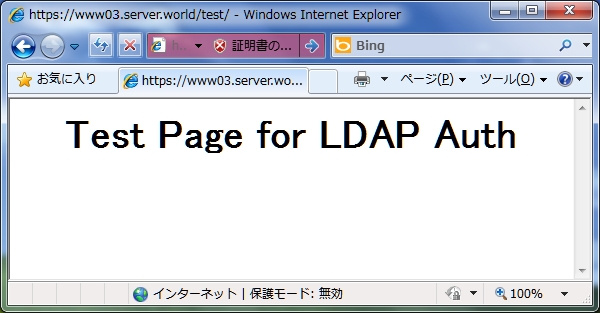 https://www03.server.world/test/ - Windows Internet Explorer
証明書の... Bing
お気に入り https://www03.server.wo... ページ(P) ツール(O)
Test Page for LDAP Auth
インターネット | 保護モード: 無効 100%